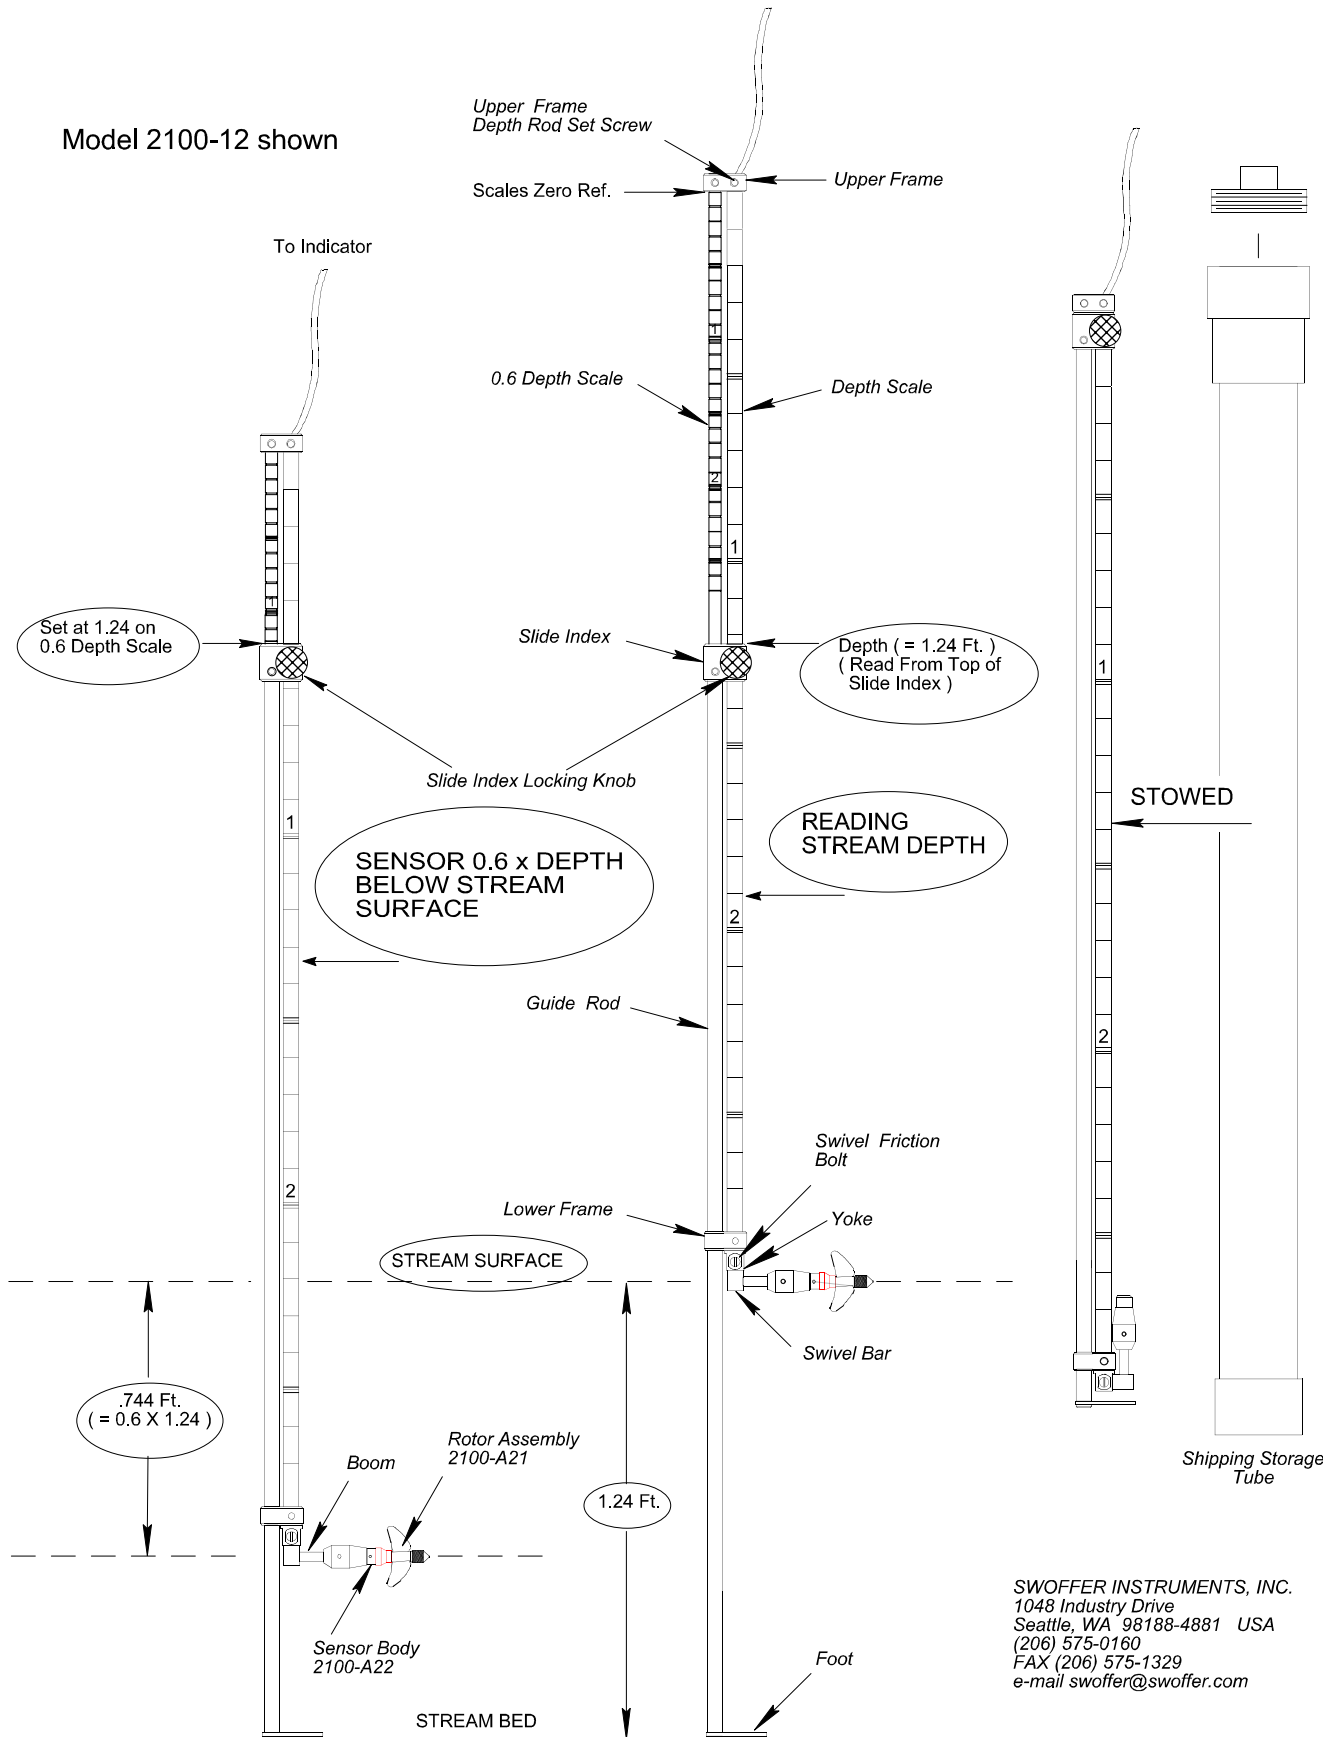 Model 2100-12 shown
Upper Frame
Depth Rod Set Screw
Scales Zero Ref.
Upper Frame
To Indicator
1
0.6 Depth Scale
Depth Scale
2
1
1
Set at 1.24 on
0.6 Depth Scale
Slide Index
Depth ( = 1.24 Ft. )
( Read From Top of
Slide Index )
1
Slide Index Locking Knob
STOWED
1
READING
STREAM DEPTH
SENSOR 0.6 x DEPTH
BELOW STREAM
SURFACE
2
Guide Rod
2
Swivel Friction
Bolt
2
Lower Frame
Yoke
STREAM SURFACE
Swivel Bar
.744 Ft.
( = 0.6 X 1.24 )
Rotor Assembly
2100-A21
Boom
Shipping Storage
Tube
1.24 Ft.
Sensor Body
2100-A22
Foot
STREAM BED
SWOFFER INSTRUMENTS, INC.
1048 Industry Drive
Seattle, WA 98188-4881 USA
(206) 575-0160
FAX (206) 575-1329
e-mail swoffer@swoffer.com